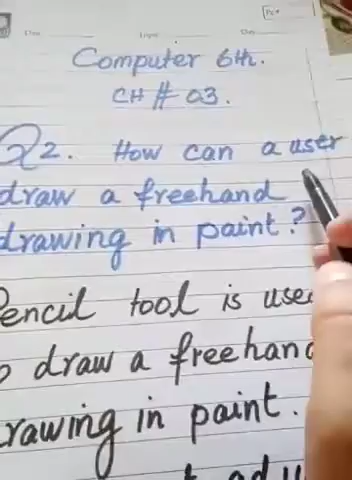 Computer 6th.
CH # 03.
Q2. How can a user
draw a freehand
drawing in paint?
Pencil tool is use
o draw a freehand
rawing in paint.